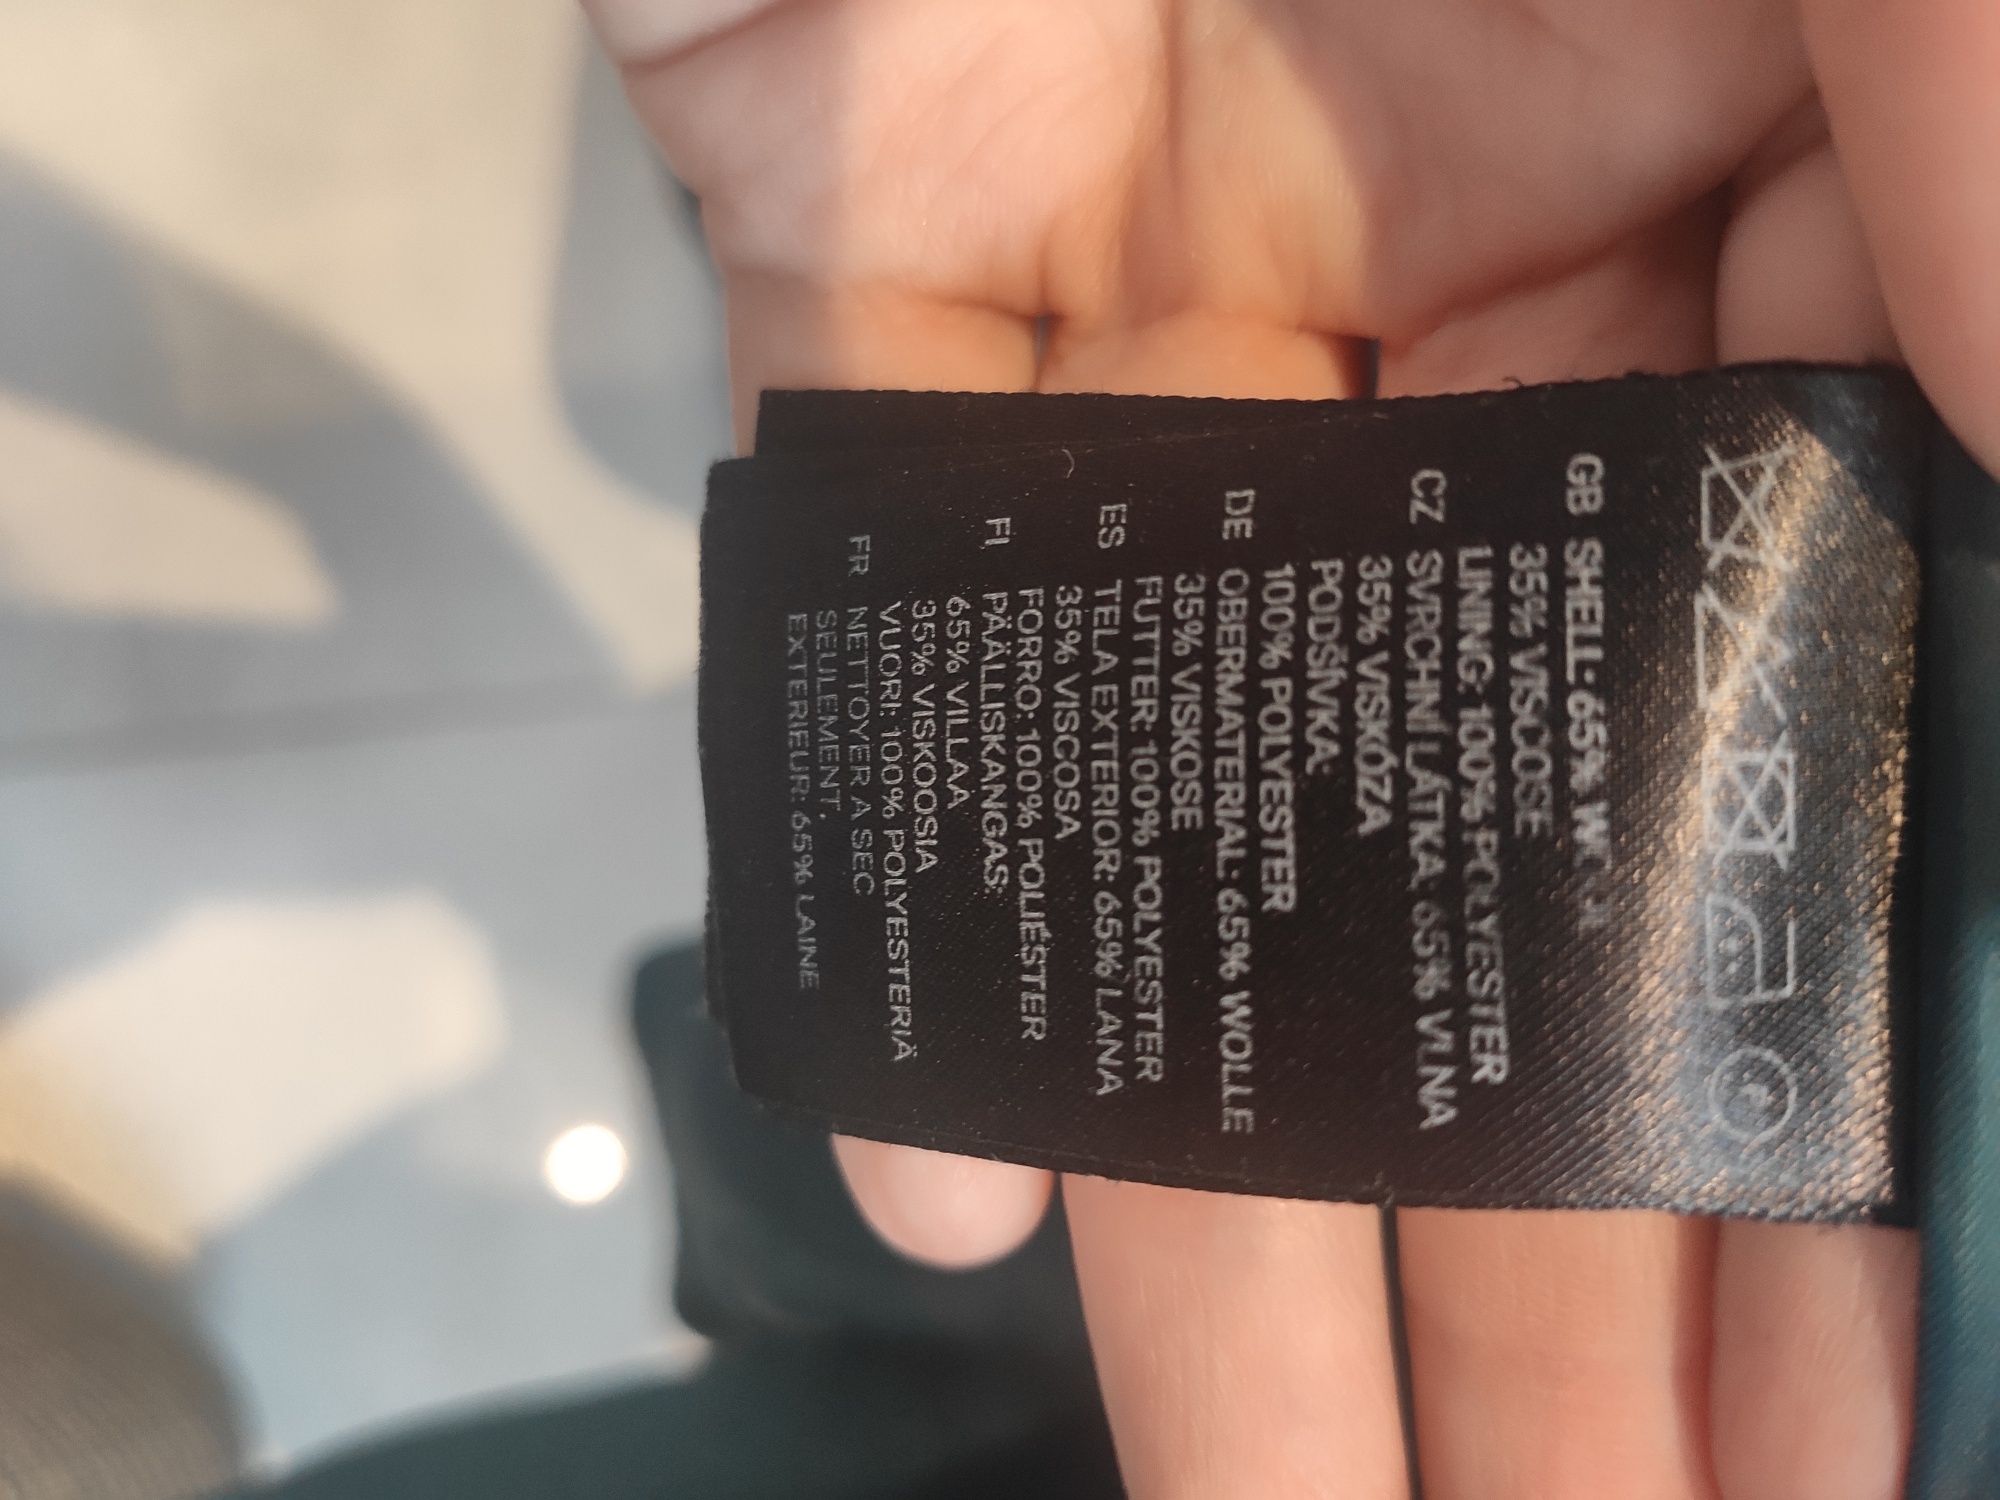 F
GB SHELL: 65%
35% VISCOSE
LINING: 100% POLYESTER
CZ SVRCHNÍ LÁTKA: 65% VLNA
35% VISKÓZA
PODŠÍVKA:
100% POLYESTER
DE OBERMATERIAL: 65% WOLLE
35% VISKOSE
FUTTER: 100% POLYESTER
ES TELA EXTERIOR: 65% LANA
35% VISCOSA
FORRO: 100% POLIÉSTER
FI PÄÄLLISKANGAS:
65% VILLAA
35% VISKOOSIA
VUORI: 100% POLYESTERIÄ
FR NETTOYER A SEC
SEULEMENT.
EXTERIEUR: 65% LAINE